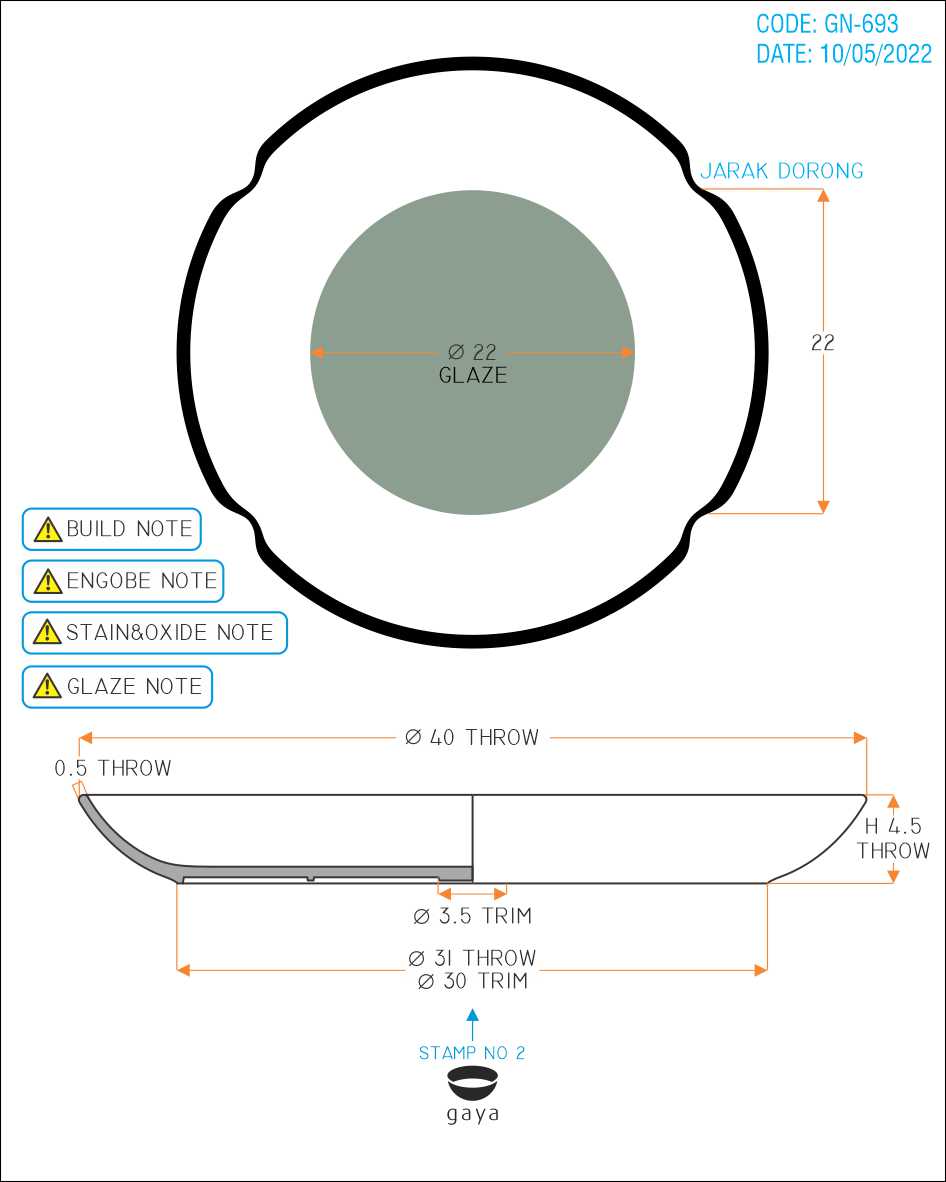 CODE: GN-693
DATE: 10/05/2022
JARAK DORONG
22
Ø 22
GLAZE
BUILD NOTE
ENGOBE NOTE
STAIN&OXIDE NOTE
GLAZE NOTE
Ø 40 THROW
0.5 THROW
H 4.5
THROW
Ø 3.5 TRIM
Ø 31 THROW
Ø 30 TRIM
STAMP NO 2
gaya